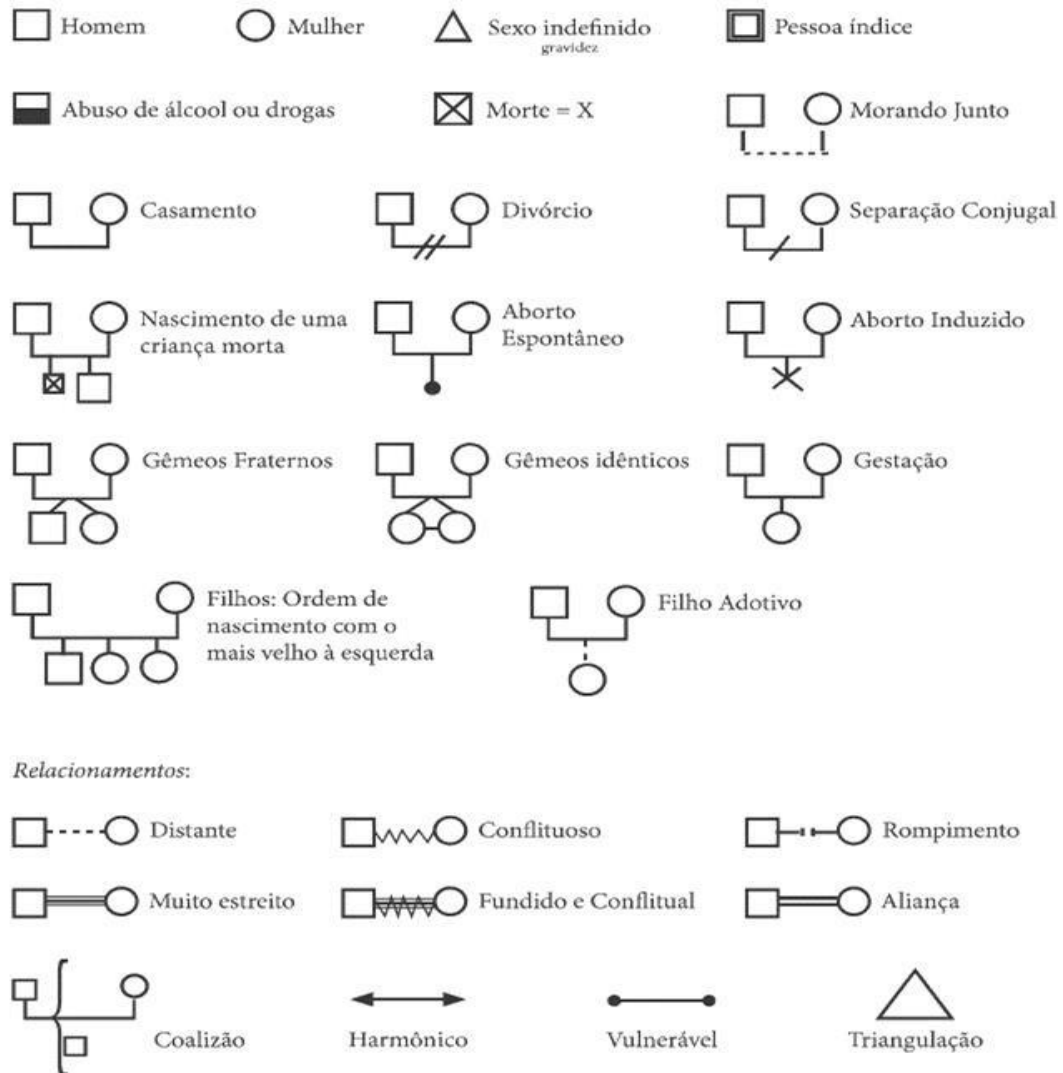 Homem
Mulher
Sexo indefinido
gravidez
Pessoa índice
Abuso de álcool ou drogas
Morte = X
Morando Junto
Casamento
Divórcio
Separação Conjugal
Nascimento de uma
criança morta
Aborto
Espontâneo
Aborto Induzido
Gêmeos Fraternos
Gêmeos idênticos
Gestação
Filhos: Ordem de
nascimento com o
mais velho à esquerda
Filho Adotivo
Relacionamentos:
Distante
Conflituoso
Rompimento
Muito estreito
Fundido e Conflitual
Aliança
Coalizão
Harmônico
Vulnerável
Triangulação